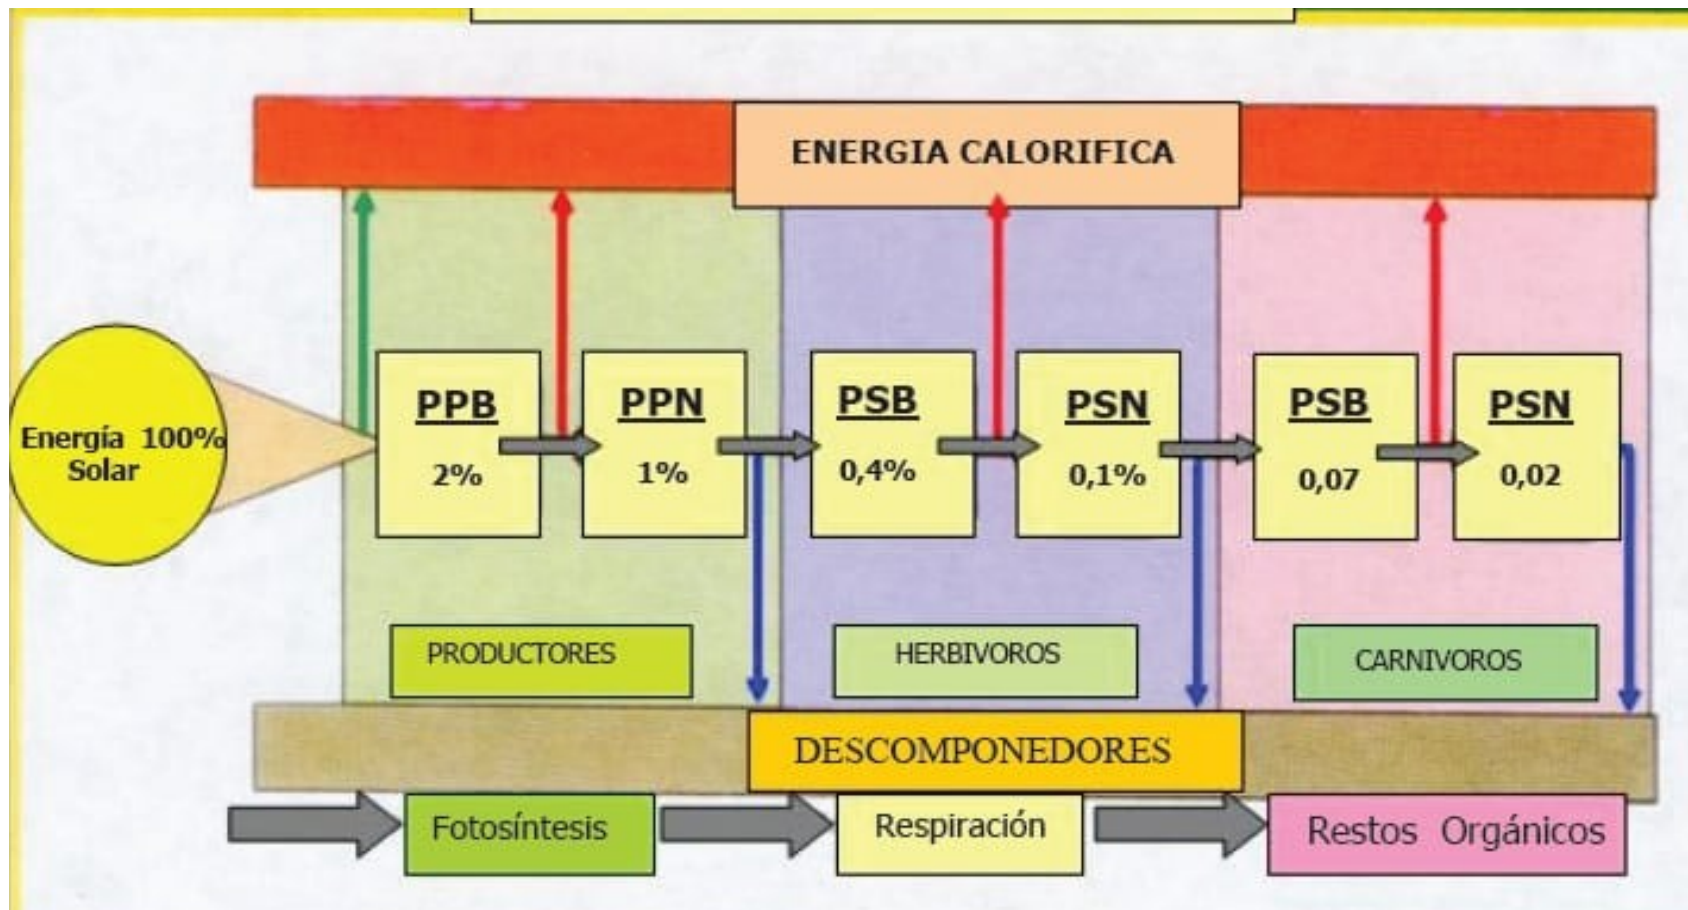 ENERGIA CALORIFICA
Energía 100%
Solar
PPB
2%
PPN
1%
PSB
0,4%
PSN
0,1%
PSB
0,07
PSN
0,02
PRODUCTORES
HERBIVOROS
CARNIVOROS
DESCOMPONEDORES
Fotosíntesis
Respiración
Restos Orgánicos